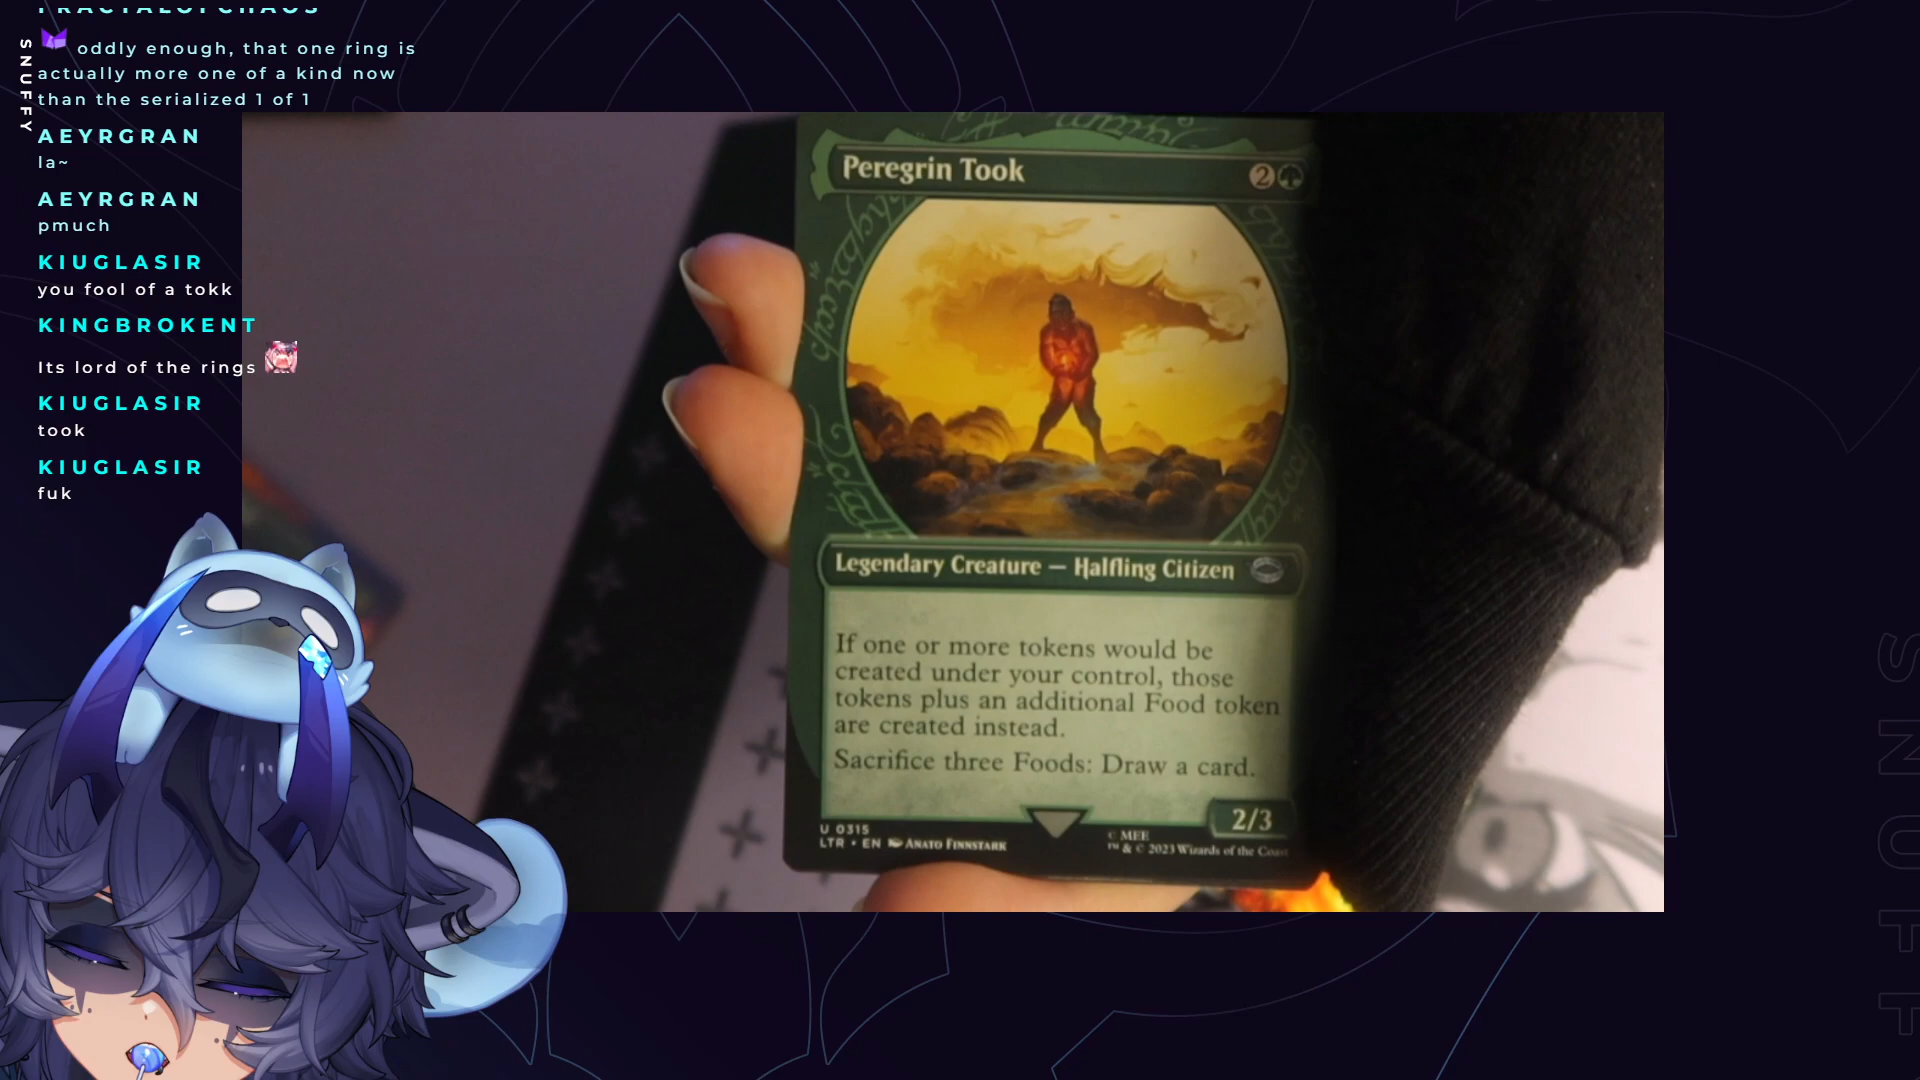 FRACTALOFCHAOS
oddly enough, that one ring is
actually more one of a kind now
than the serialized 1 of 1
SNUFFY
AEYRGRAN
la~
AEYRGRAN
pmuch
KIUGLASIR
you fool of a tokk
KINGBROKENT
Its lord of the rings
KIUGLASIR
took
KIUGLASIR
fuk
Peregrin Took
2
Legendary Creature — Halfling Citizen
If one or more tokens would be
created under your control, those
tokens plus an additional Food token
are created instead.
Sacrifice three Foods: Draw a card.
2/3
U 0315
LTR • EN ANATO FINNSTARK
© MEE
™ & © 2023 Wizards of the Coast
SNUFF